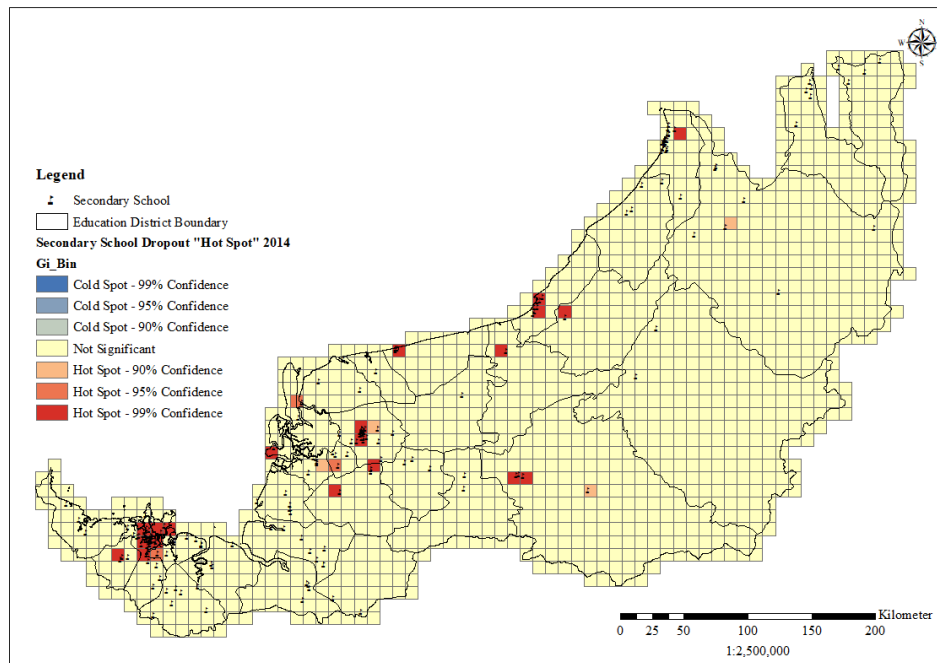 N
W
E
S
Legend
Secondary School
Education District Boundary
Secondary School Dropout "Hot Spot" 2014
Gi_Bin
Cold Spot - 99% Confidence
Cold Spot - 95% Confidence
Cold Spot - 90% Confidence
Not Significant
Hot Spot - 90% Confidence
Hot Spot - 95% Confidence
Hot Spot - 99% Confidence
Kilometer
0 25 50 100 150 200
1:2,500,000